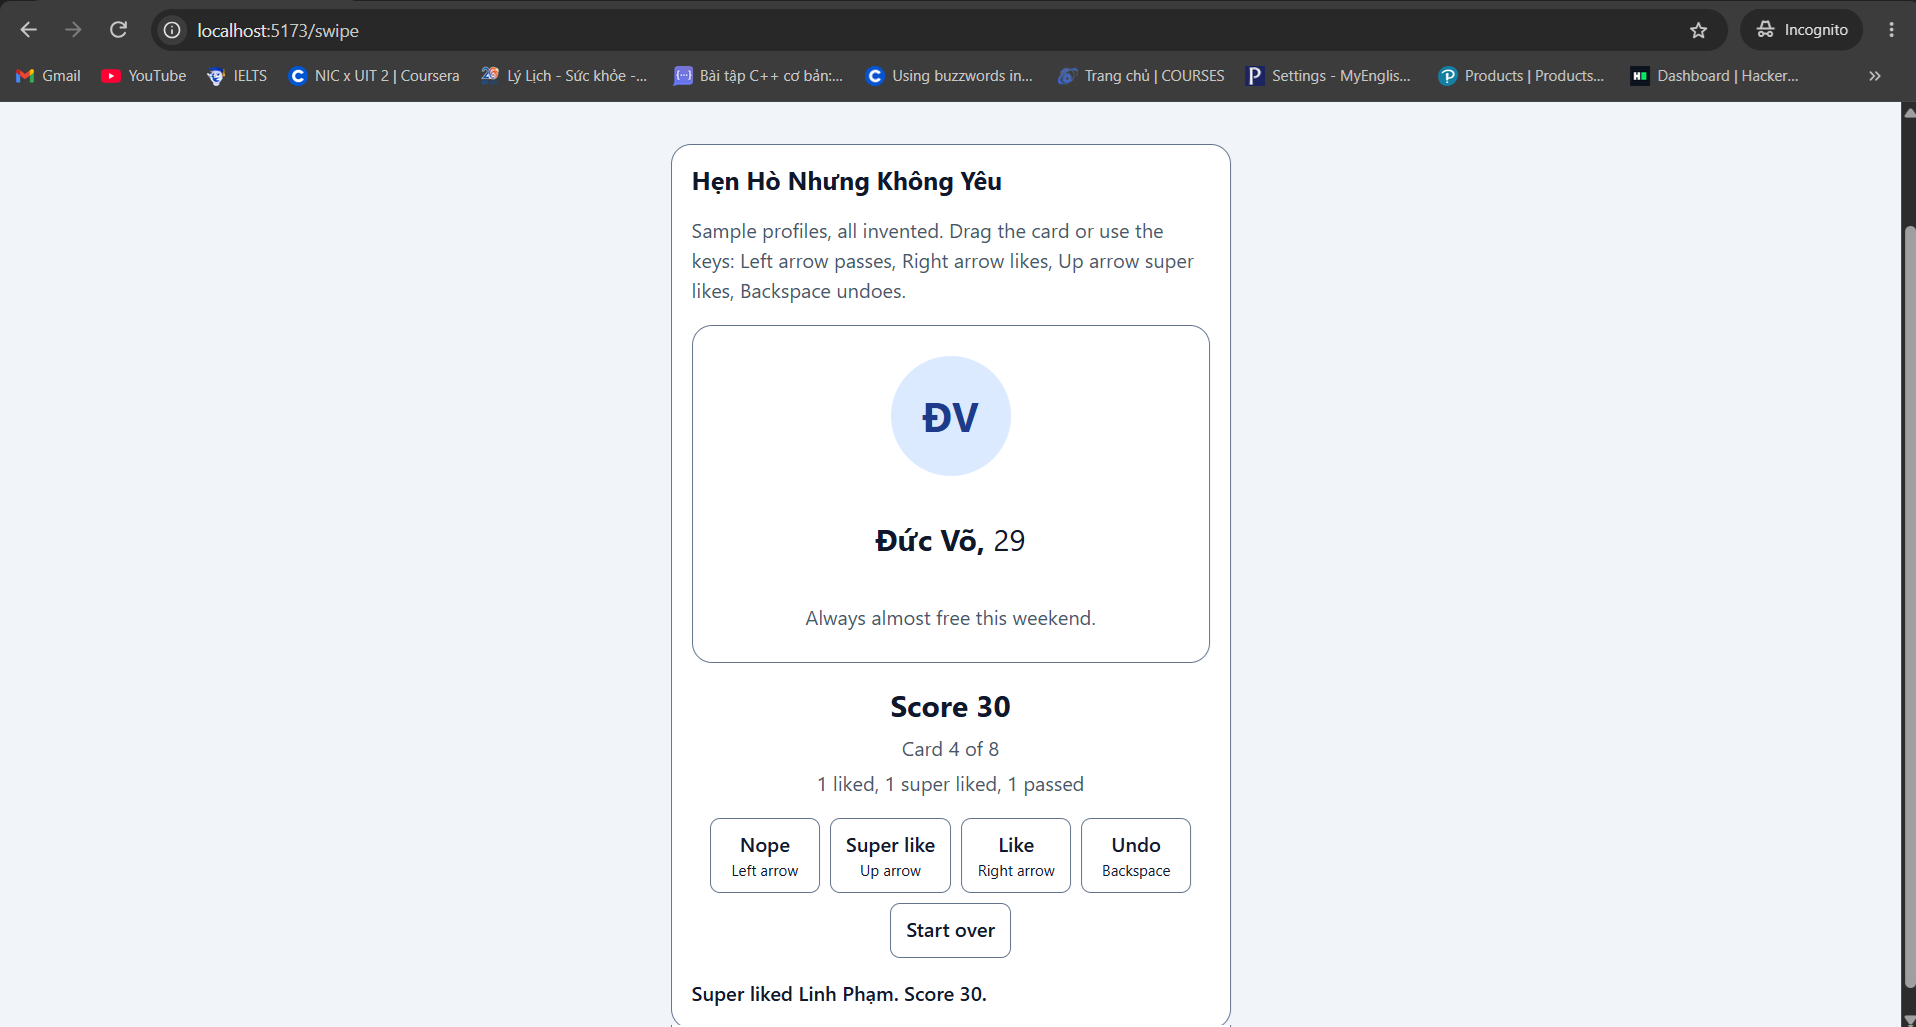 localhost:5173/swipe
Incognito
Gmail
YouTube
IELTS
NIC x UIT 2 | Coursera
Lý Lịch - Sức khỏe -...
Bài tập C++ cơ bản:...
Using buzzwords in...
Trang chủ | COURSES
Settings - MyEnglis...
Products | Products...
Dashboard | Hacker...
Hẹn Hò Nhưng Không Yêu
Sample profiles, all invented. Drag the card or use the
keys: Left arrow passes, Right arrow likes, Up arrow super
likes, Backspace undoes.
ĐV
Đức Võ, 29
Always almost free this weekend.
Score 30
Card 4 of 8
1 liked, 1 super liked, 1 passed
Nope
Left arrow
Super like
Up arrow
Like
Right arrow
Undo
Backspace
Start over
Super liked Linh Phạm. Score 30.